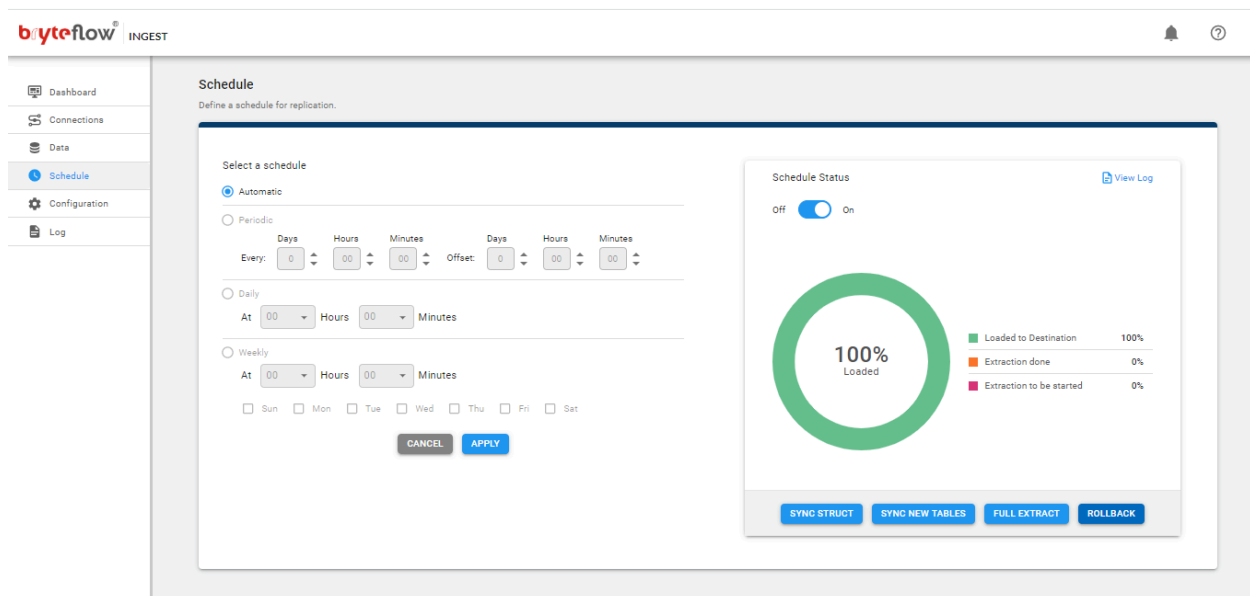 bryteflow® INGEST
Dashboard
Connections
Data
Schedule
Configuration
Log
Schedule
Define a schedule for replication.
Select a schedule
Automatic
Periodic
Days Hours Minutes Days Hours Minutes
Every: 0 00 00 Offset: 0 00 00
Daily
At 00 Hours 00 Minutes
Weekly
At 00 Hours 00 Minutes
Sun Mon Tue Wed Thu Fri Sat
CANCEL APPLY
Schedule Status View Log
Off On
100%
Loaded
Loaded to Destination 100%
Extraction done 0%
Extraction to be started 0%
SYNC STRUCT SYNC NEW TABLES FULL EXTRACT ROLLBACK